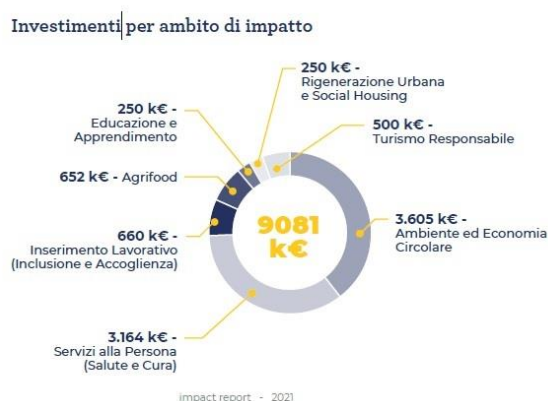 Investimenti per ambito di impatto
250 k€ -
Rigenerazione Urbana
e Social Housing
250 k€ -
Educazione e
Apprendimento
500 k€ -
Turismo Responsabile
652 k€ - Agrifood
9081
k€
3.605 k€ -
Ambiente ed Economia
Circolare
660 k€ -
Inserimento Lavorativo
(Inclusione e Accoglienza)
3.164 k€ -
Servizi alla Persona
(Salute e Cura)
impact report - 2021